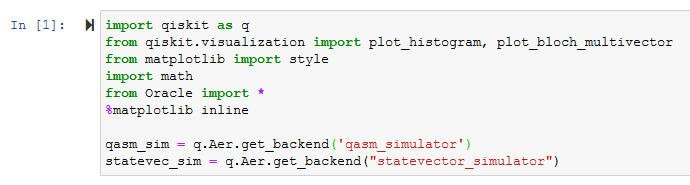 In [1]:
import qiskit as q
from qiskit.visualization import plot_histogram, plot_bloch_multivector
from matplotlib import style
import math
from Oracle import *
%matplotlib inline
qasm_sim = q.Aer.get_backend('qasm_simulator')
statevec_sim = q.Aer.get_backend("statevector_simulator")